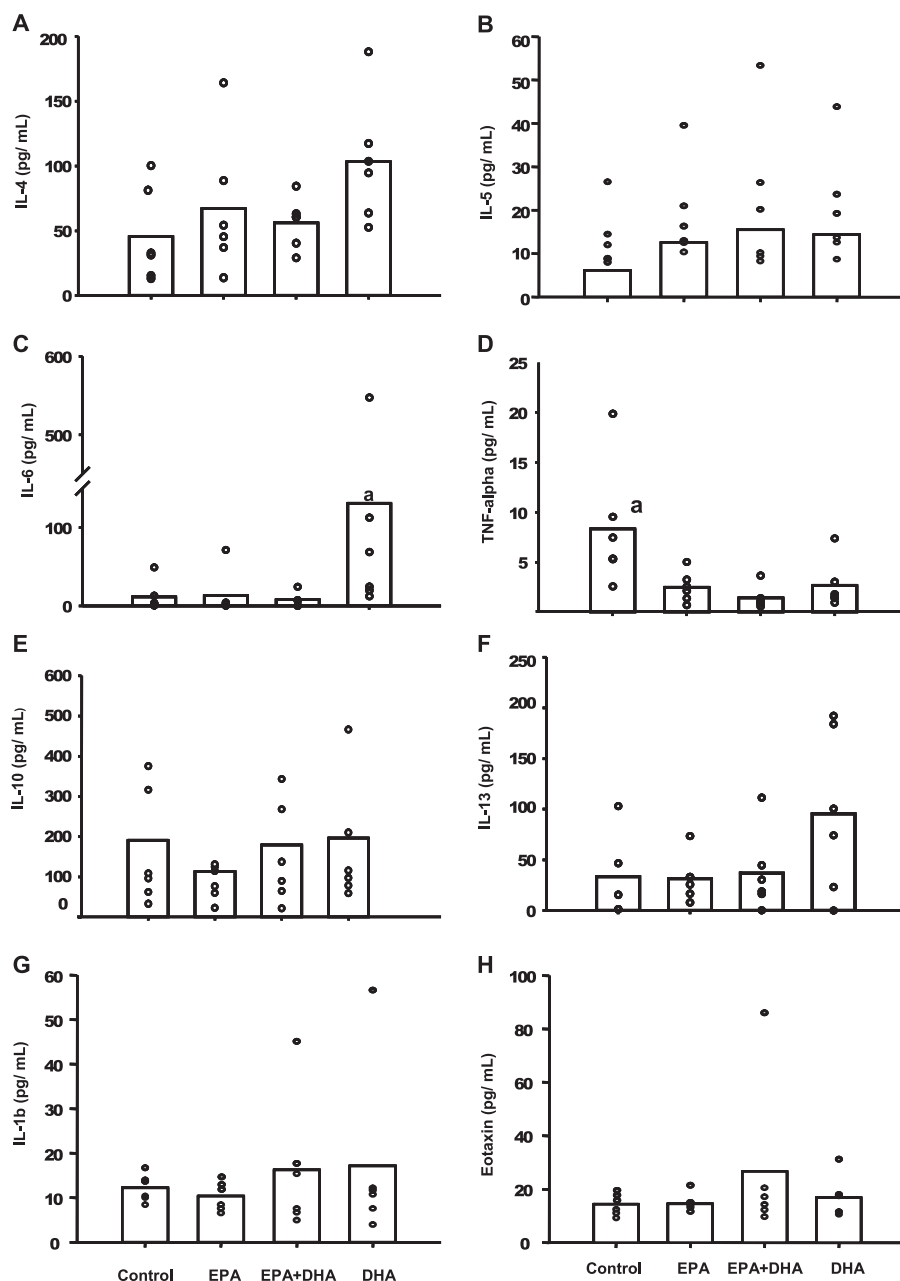 A
200
150
100
50
0
IL-4 (pg/ mL)
B
60
50
40
30
20
10
0
IL-5 (pg/ mL)
C
600
500
100
0
IL-6 (pg/ mL)
a
D
25
20
15
10
5
TNF-alpha (pg/ mL)
a
E
600
500
400
300
200
100
0
IL-10 (pg/ mL)
F
250
200
150
100
50
0
IL-13 (pg/ mL)
G
60
50
40
30
20
10
0
IL-1b (pg/ mL)
Control EPA EPA+DHA DHA
H
100
80
60
40
20
0
Eotaxin (pg/ mL)
Control EPA EPA+DHA DHA